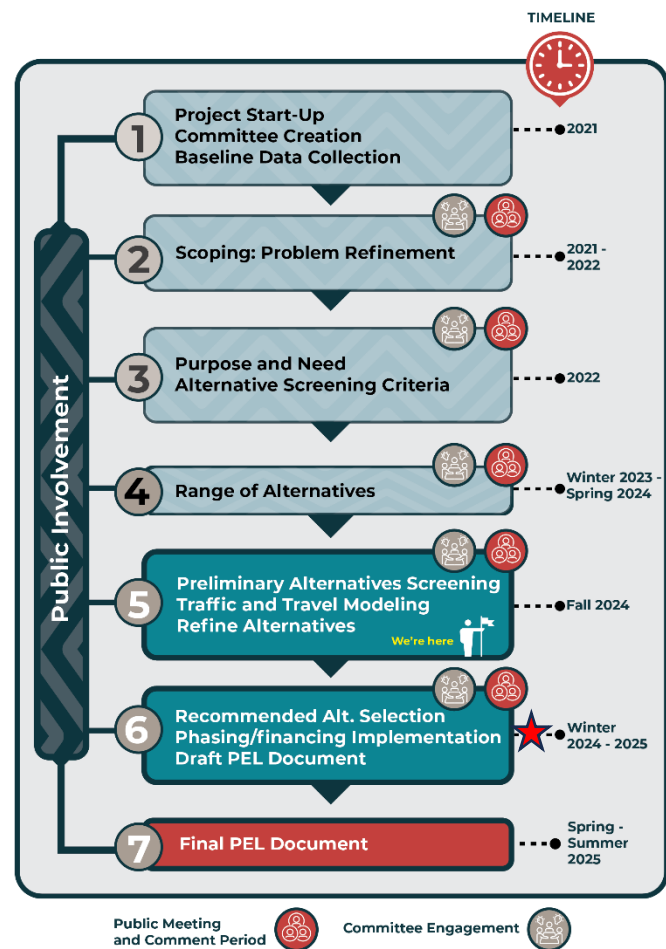 TIMELINE
1
Project Start-Up
Committee Creation
Baseline Data Collection
2021
2
Scoping: Problem Refinement
2021 -
2022
3
Purpose and Need
Alternative Screening Criteria
2022
4
Range of Alternatives
Winter 2023 -
Spring 2024
Public Involvement
5
Preliminary Alternatives Screening
Traffic and Travel Modeling
Refine Alternatives
We're here
Fall 2024
6
Recommended Alt. Selection
Phasing/financing Implementation
Draft PEL Document
Winter
2024 - 2025
7
Final PEL Document
Spring -
Summer
2025
Public Meeting
and Comment Period
Committee Engagement